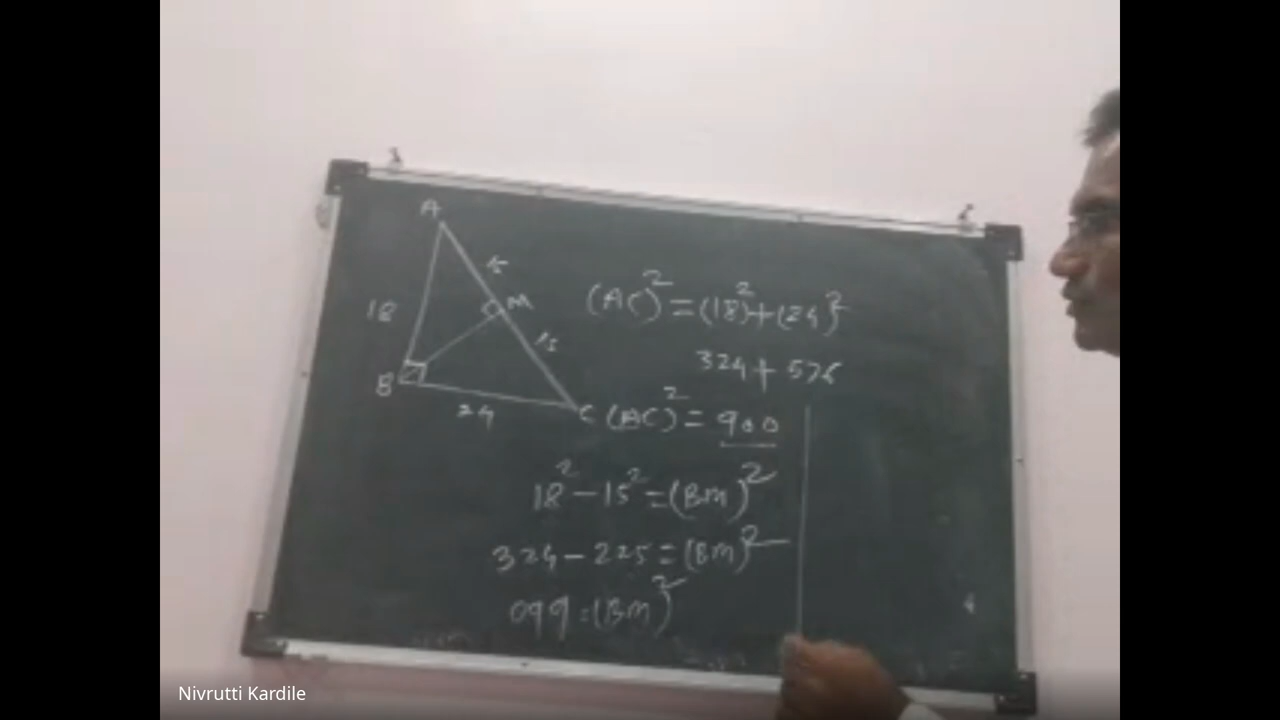 A
15
18
M
15
B
24
C
(AC)² = (18)² + (24)²
324 + 576
(AC)² = 900
18² - 15² = (BM)²
324 - 225 = (BM)²
099 = (BM)²
Nivrutti Kardile